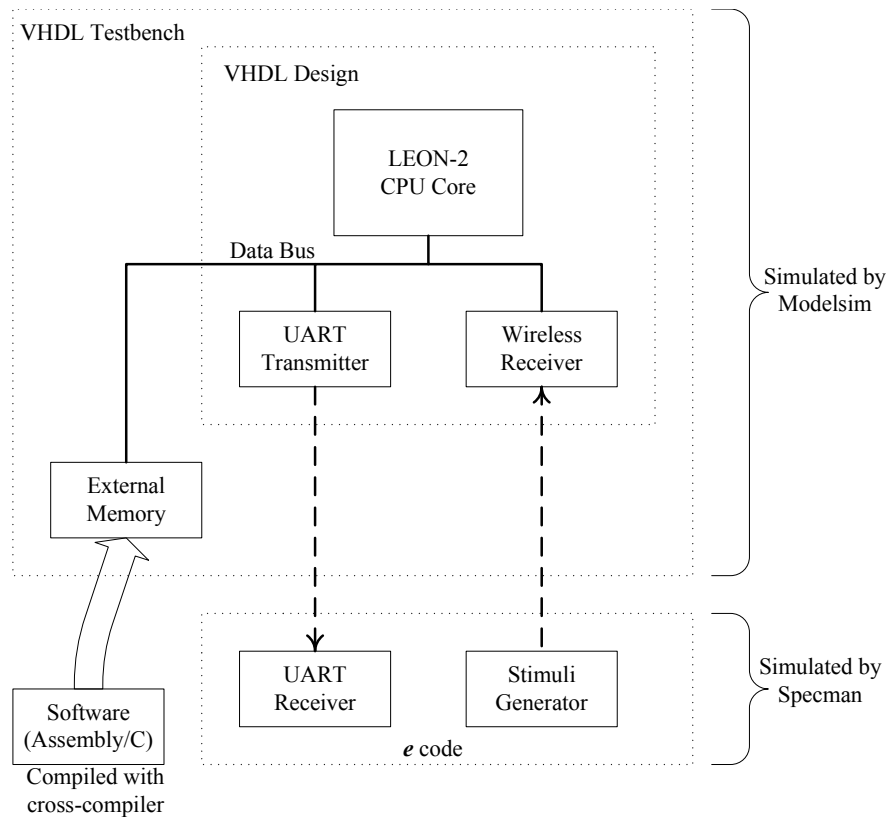 VHDL Testbench
VHDL Design
LEON-2
CPU Core
Data Bus
Simulated by
Modelsim
UART
Transmitter
Wireless
Receiver
External
Memory
UART
Receiver
Stimuli
Generator
Simulated by
Specman
Software
(Assembly/C)
e code
Compiled with
cross-compiler